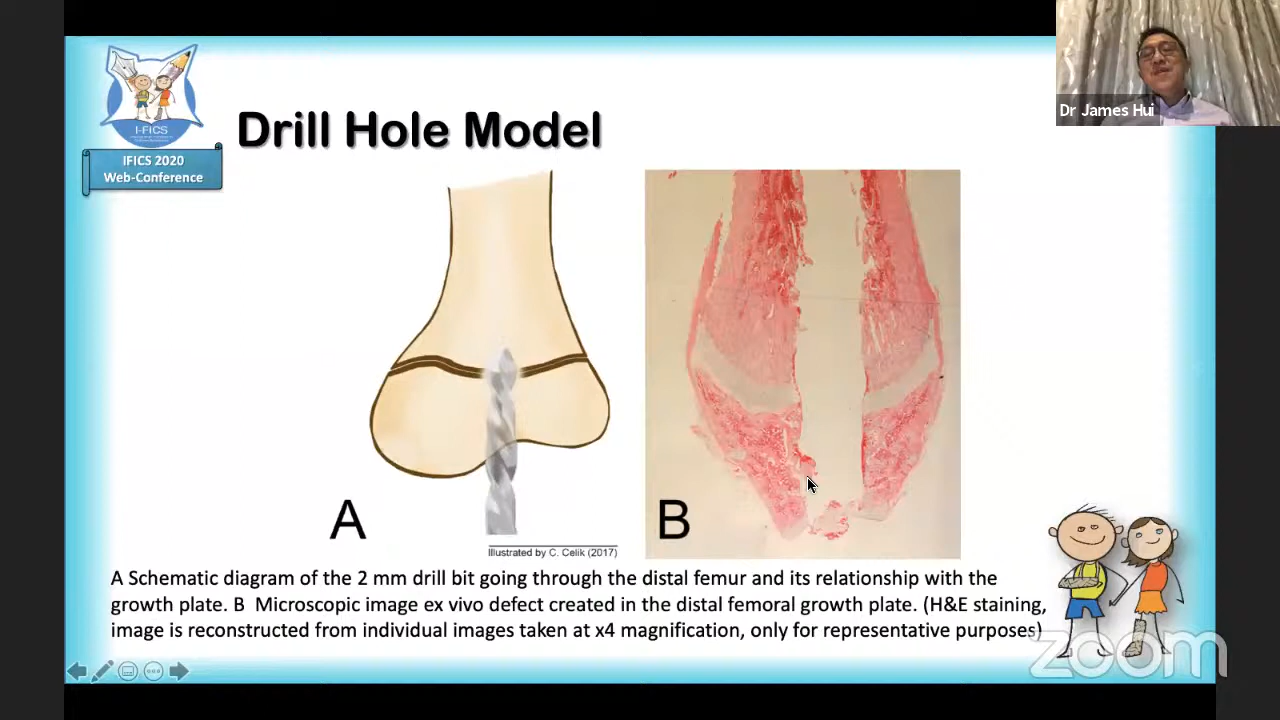 Dr James Hui
I-FICS
IFICS 2020
Web-Conference
Drill Hole Model
A
B
Illustrated by C. Celik (2017)
A Schematic diagram of the 2 mm drill bit going through the distal femur and its relationship with the
growth plate. B Microscopic image ex vivo defect created in the distal femoral growth plate. (H&E staining,
image is reconstructed from individual images taken at x4 magnification, only for representative purposes)
zoom